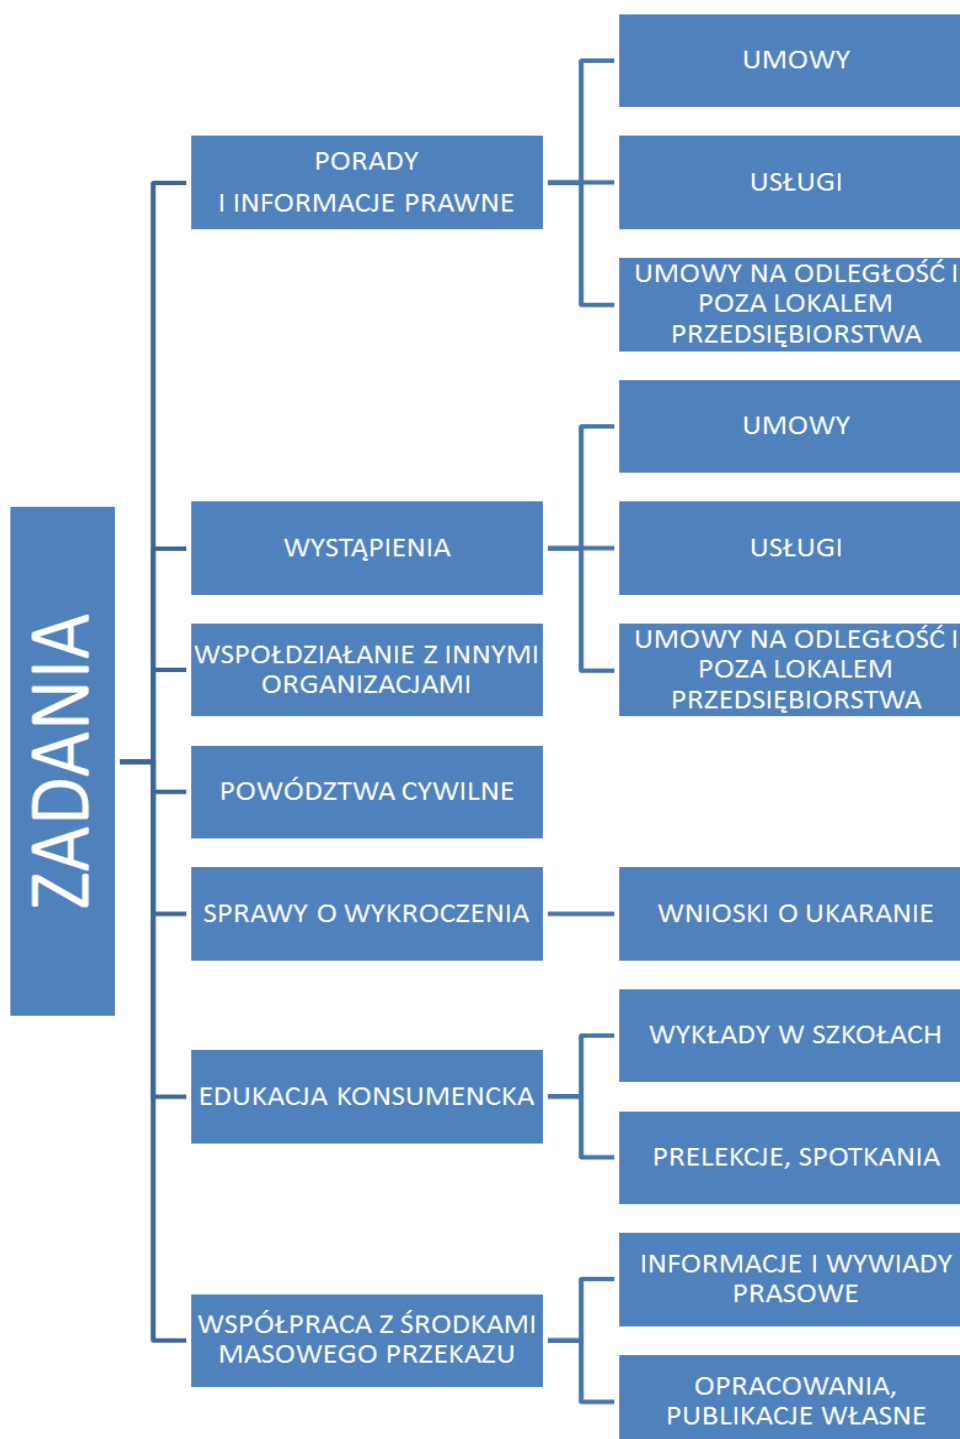 ZADANIA
PORADY
I INFORMACJE PRAWNE
UMOWY
USŁUGI
UMOWY NA ODLEGŁOŚĆ I
POZA LOKALEM
PRZEDSIĘBIORSTWA
WYSTĄPIENIA
UMOWY
USŁUGI
UMOWY NA ODLEGŁOŚĆ I
POZA LOKALEM
PRZEDSIĘBIORSTWA
WSPOŁDZIAŁANIE Z INNYMI
ORGANIZACJAMI
POWÓDZTWA CYWILNE
SPRAWY O WYKROCZENIA
WNIOSKI O UKARANIE
EDUKACJA KONSUMENCKA
WYKŁADY W SZKOŁACH
PRELEKCJE, SPOTKANIA
WSPÓŁPRACA Z ŚRODKAMI
MASOWEGO PRZEKAZU
INFORMACJE I WYWIADY
PRASOWE
OPRACOWANIA,
PUBLIKACJE WŁASNE